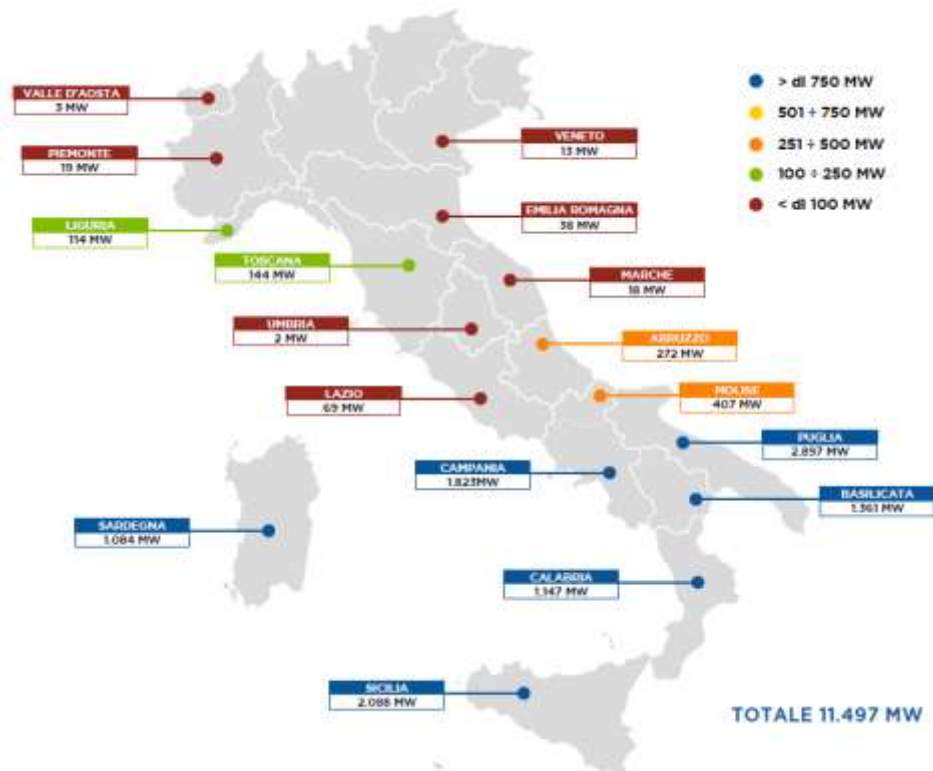 > di 750 MW
501 ÷ 750 MW
251 ÷ 500 MW
100 ÷ 250 MW
< di 100 MW
VALLE D'AOSTA
3 MW
PIEMONTE
19 MW
VENETO
13 MW
LIGURIA
114 MW
EMILIA ROMAGNA
38 MW
TOSCANA
144 MW
MARCHE
18 MW
UMBRIA
2 MW
ABRUZZO
272 MW
LAZIO
69 MW
MOLISE
407 MW
PUGLIA
2.897 MW
CAMPANIA
1.823MW
BASILICATA
1.361 MW
SARDEGNA
1.084 MW
CALABRIA
1.147 MW
SICILIA
2.088 MW
TOTALE 11.497 MW